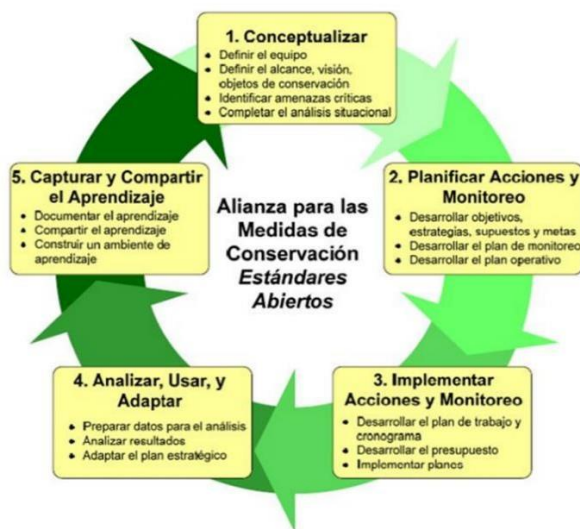 1. Conceptualizar
• Definir el equipo
• Definir el alcance, visión,
objetos de conservación
• Identificar amenazas críticas
• Completar el análisis situacional
2. Planificar Acciones y
Monitoreo
• Desarrollar objetivos,
estrategias, supuestos y metas
• Desarrollar el plan de monitoreo
• Desarrollar el plan operativo
3. Implementar
Acciones y Monitoreo
• Desarrollar el plan de trabajo y
cronograma
• Desarrollar el presupuesto
• Implementar planes
4. Analizar, Usar, y
Adaptar
• Preparar datos para el análisis
• Analizar resultados
• Adaptar el plan estratégico
5. Capturar y Compartir
el Aprendizaje
• Documentar el aprendizaje
• Compartir el aprendizaje
• Construir un ambiente de
aprendizaje
Alianza para las
Medidas de
Conservación
Estándares
Abiertos